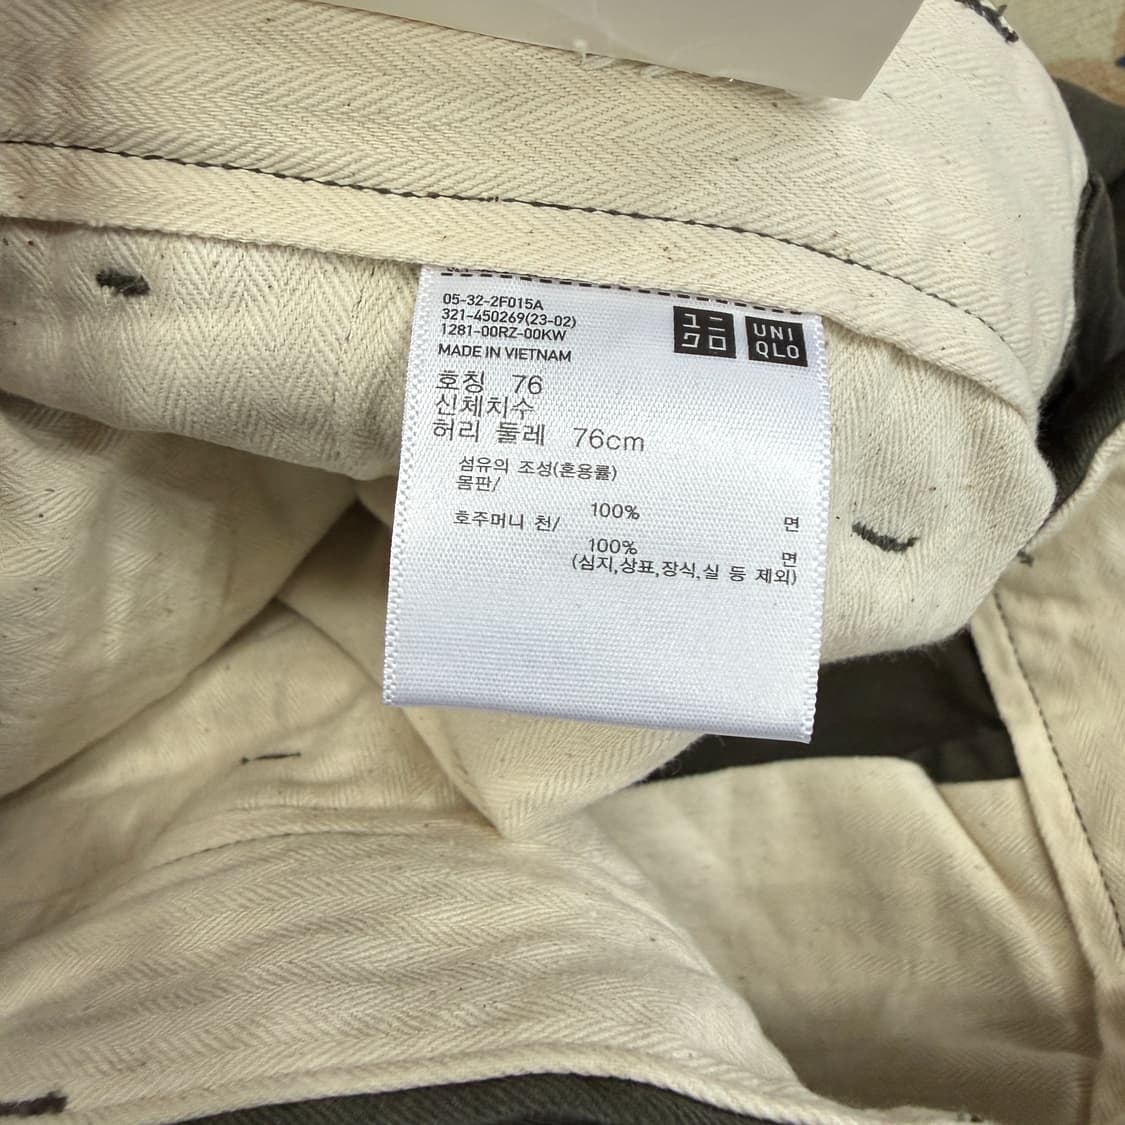 05-32-2F015A
321-450269(23-02)
1281-00RZ-00KW
MADE IN VIETNAM
ユニ
クロ
UNI
QLO
호칭 76
신체치수
허리 둘레 76cm
섬유의 조성(혼용률)
몸판/
100% 면
호주머니 천/
100% 면
(심지,상표,장식,실 등 제외)